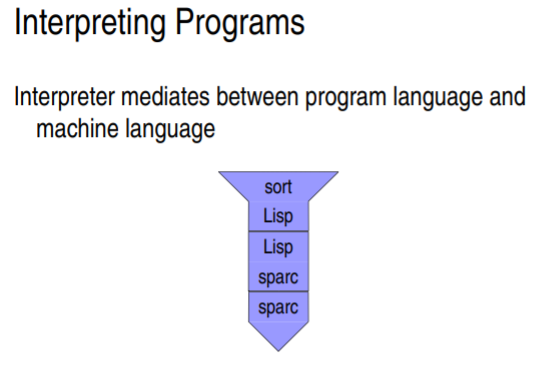 Interpreting Programs
Interpreter mediates between program language and
machine language
sort
Lisp
Lisp
sparc
sparc